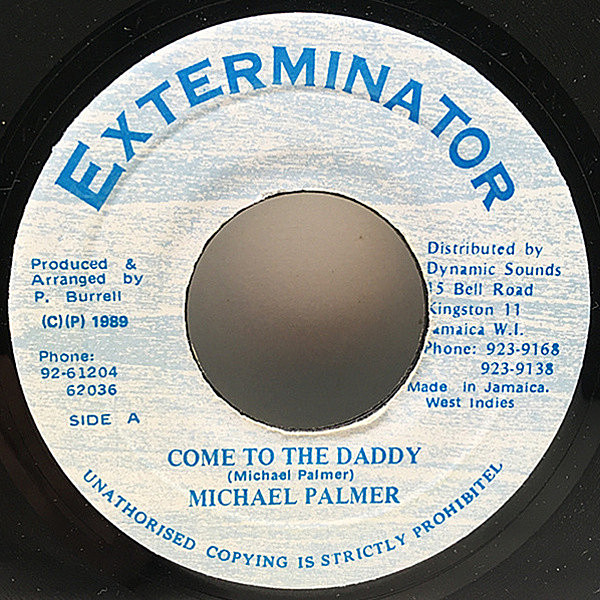 EXTERMINATOR
Produced &
Arranged by
P. Burrell
(C)(P) 1989
Phone:
92-61204
62036
SIDE A
Distributed by
Dynamic Sounds
15 Bell Road
Kingston 11
Jamaica W.I.
Phone: 923-9168
923-9138
Made in Jamaica.
West Indies
COME TO THE DADDY
(Michael Palmer)
MICHAEL PALMER
UNATHORISED COPYING IS STRICTLY PROHIBITEL